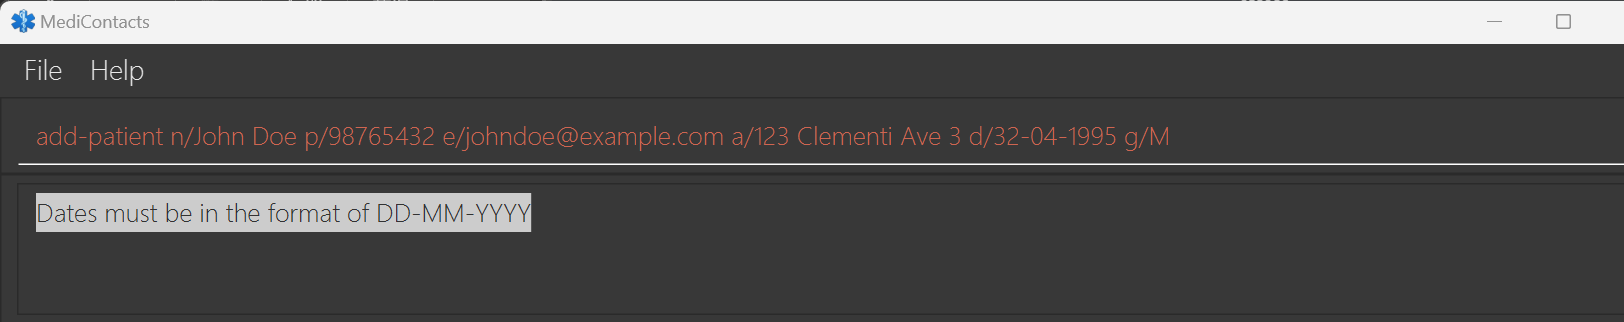 MediContacts
File Help
add-patient n/John Doe p/98765432 e/johndoe@example.com a/123 Clementi Ave 3 d/32-04-1995 g/M
Dates must be in the format of DD-MM-YYYY